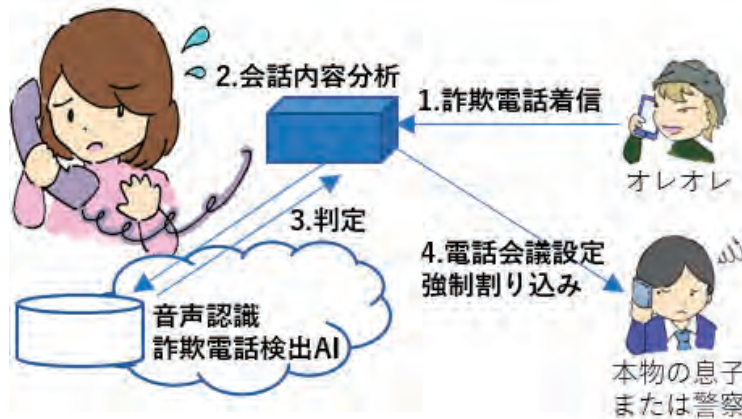 2.会話内容分析
1.詐欺電話着信
オレオレ
3.判定
4.電話会議設定
強制割り込み
音声認識
詐欺電話検出AI
本物の息子
または警察